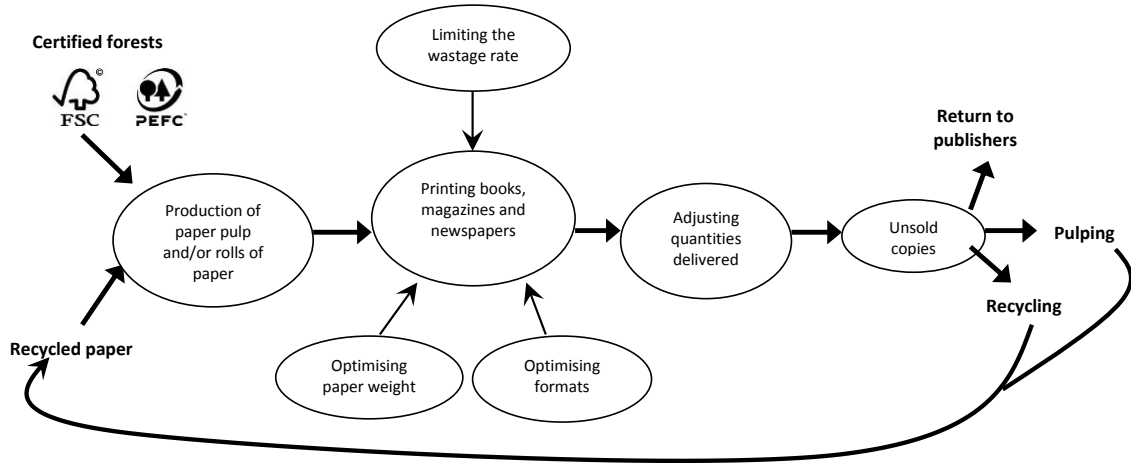 Certified forests
©
FSC
PEFC™
Limiting the
wastage rate
Production of
paper pulp
and/or rolls of
paper
Printing books,
magazines and
newspapers
Adjusting
quantities
delivered
Unsold
copies
Return to
publishers
Pulping
Recycling
Recycled paper
Optimising
paper weight
Optimising
formats